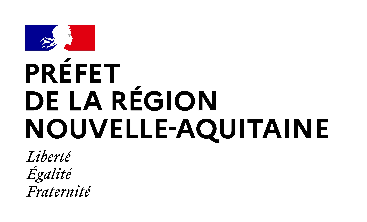 PRÉFET
DE LA RÉGION
NOUVELLE-AQUITAINE
Liberté
Égalité
Fraternité